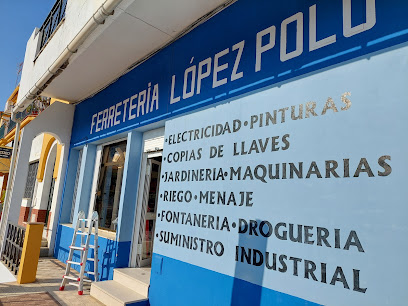 FERRETERÍA LÓPEZ POLO
•ELECTRICIDAD•PINTURAS
•COPIAS DE LLAVES
•JARDINERIA•MAQUINARIAS
•RIEGO•MENAJE
•FONTANERIA•DROGUERIA
•SUMINISTRO INDUSTRIAL